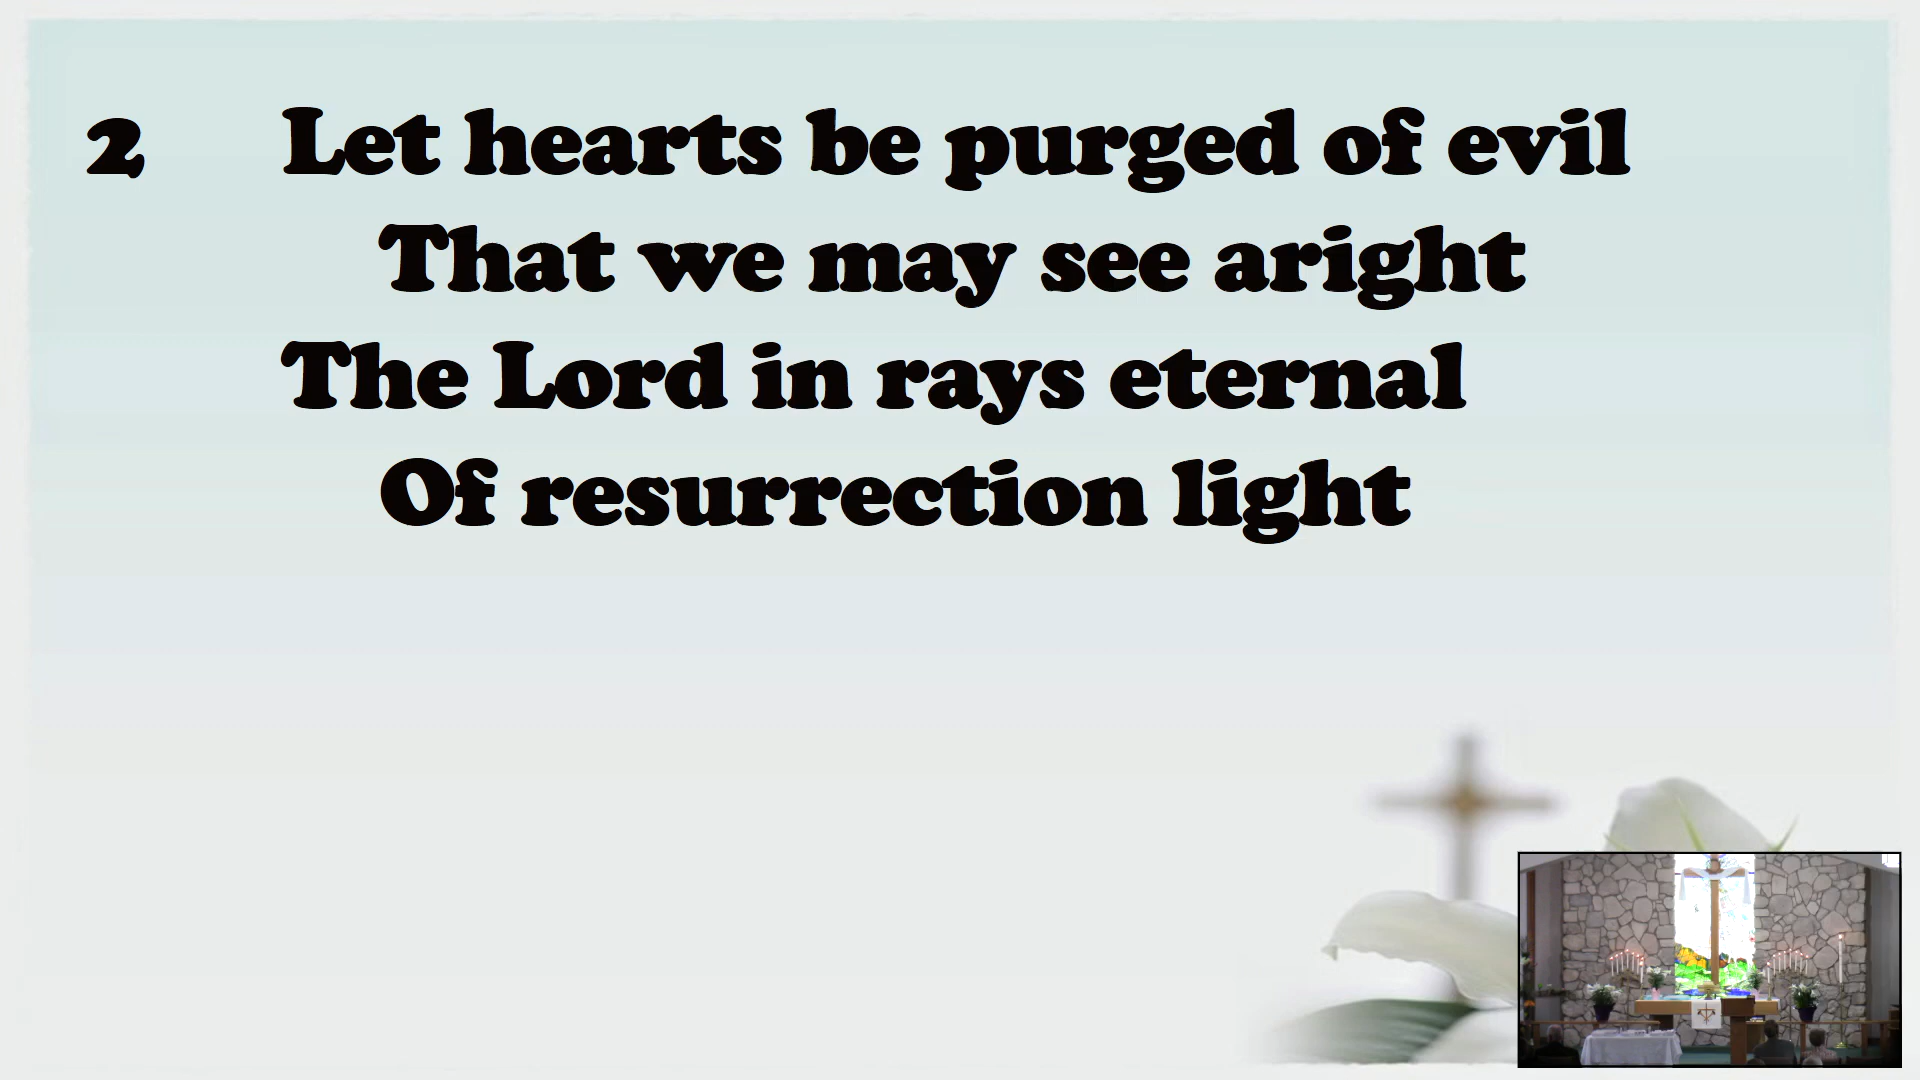 2 Let hearts be purged of evil
That we may see aright
The Lord in rays eternal
Of resurrection light